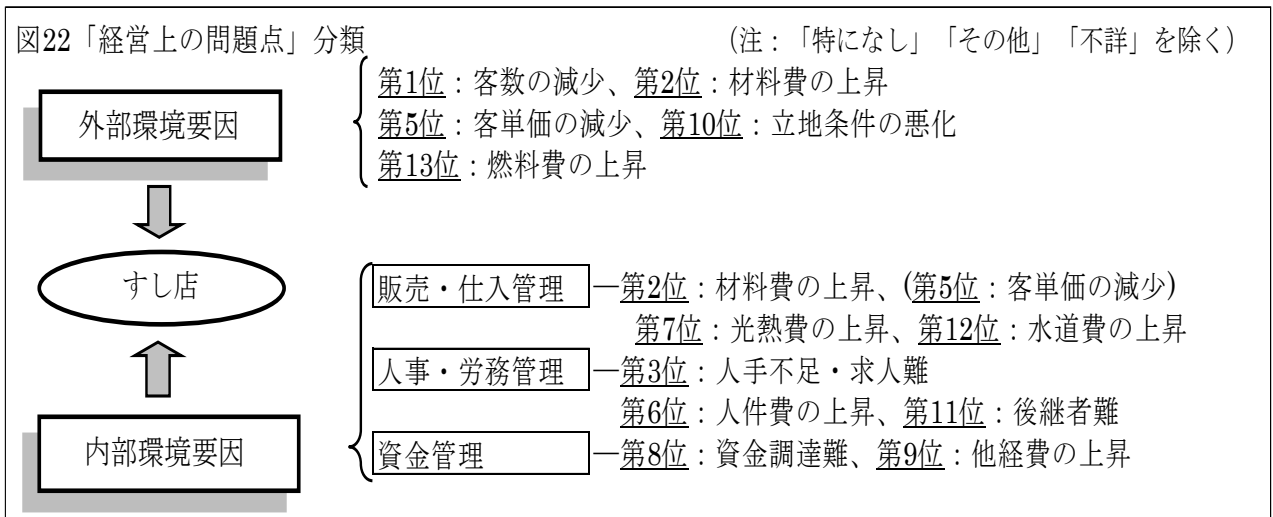 図22「経営上の問題点」分類 (注：「特になし」「その他」「不詳」を除く)
外部環境要因
第1位：客数の減少、第2位：材料費の上昇
第5位：客単価の減少、第10位：立地条件の悪化
第13位：燃料費の上昇
すし店
販売・仕入管理 ―第2位：材料費の上昇、(第5位：客単価の減少)
第7位：光熱費の上昇、第12位：水道費の上昇
人事・労務管理 ―第3位：人手不足・求人難
第6位：人件費の上昇、第11位：後継者難
内部環境要因
資金管理 ―第8位：資金調達難、第9位：他経費の上昇